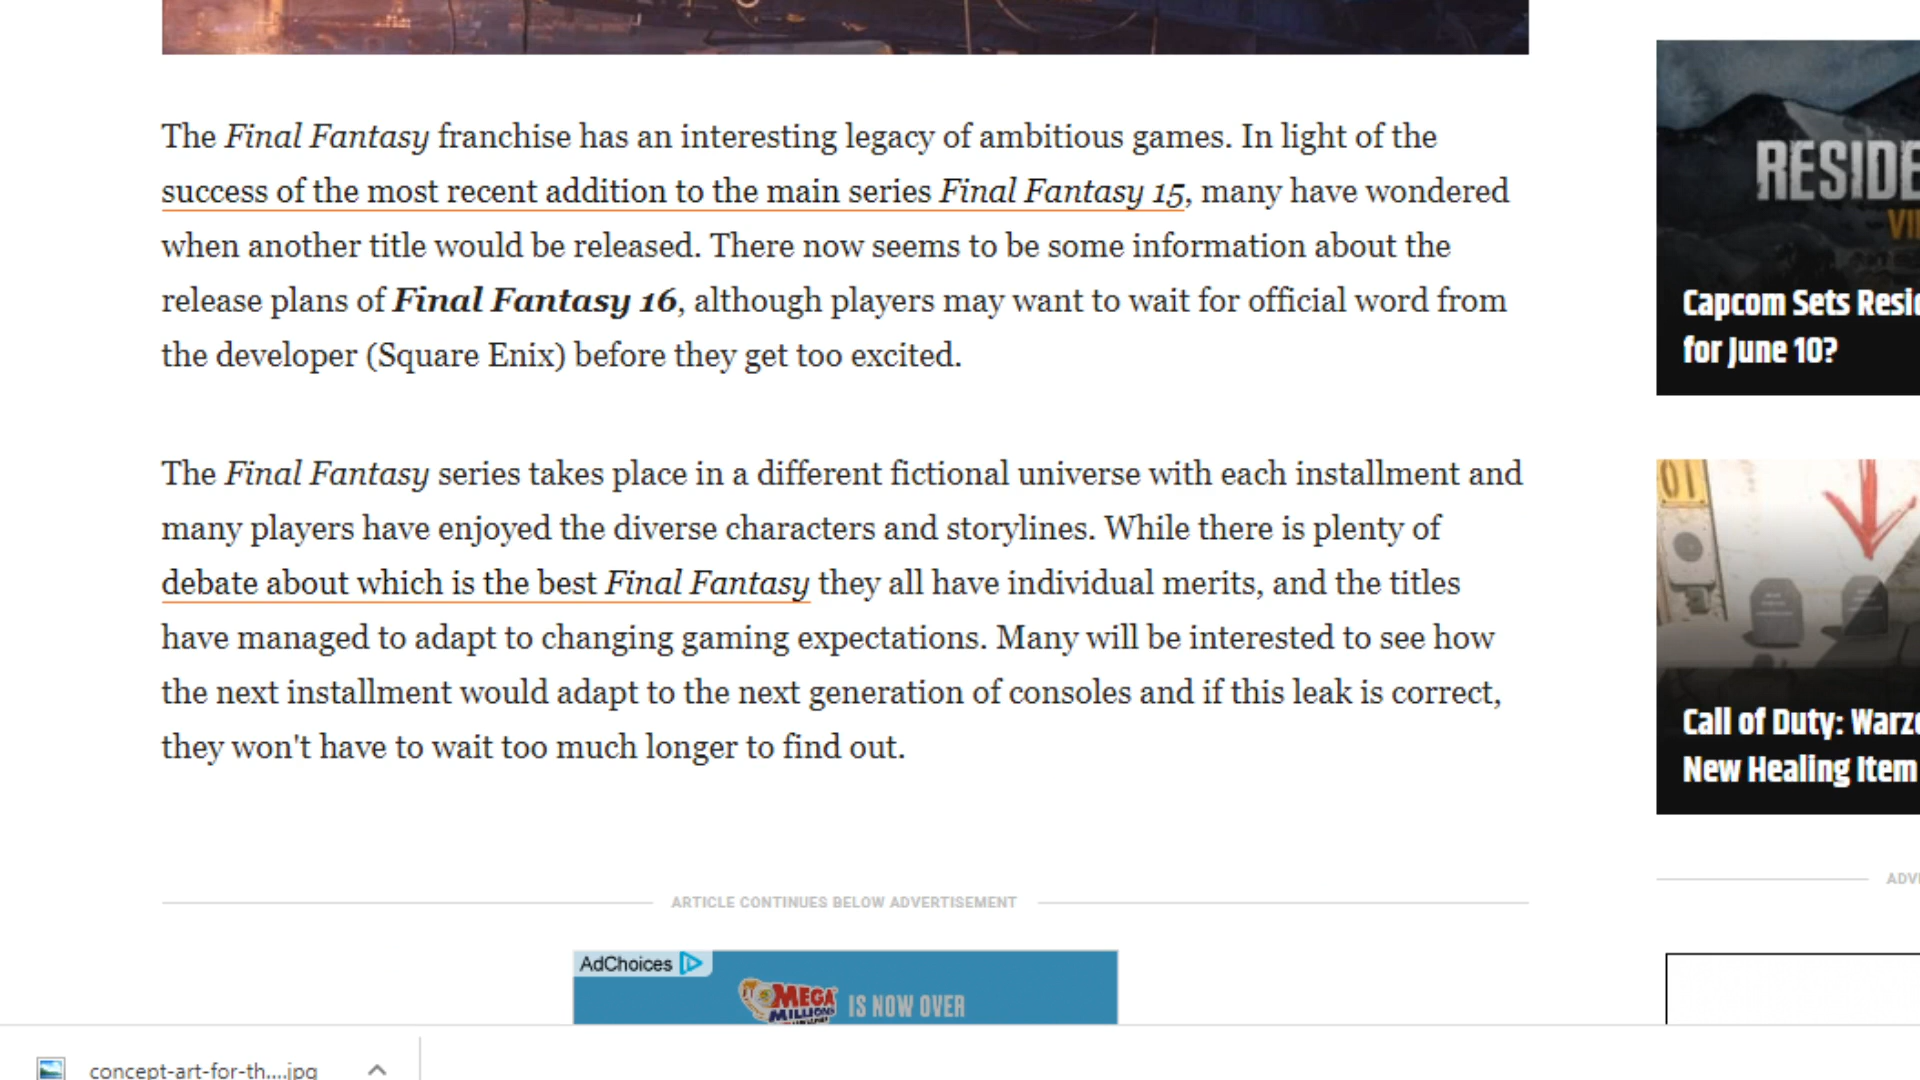 The Final Fantasy franchise has an interesting legacy of ambitious games. In light of the
success of the most recent addition to the main series Final Fantasy 15, many have wondered
when another title would be released. There now seems to be some information about the
release plans of Final Fantasy 16, although players may want to wait for official word from
the developer (Square Enix) before they get too excited.
The Final Fantasy series takes place in a different fictional universe with each installment and
many players have enjoyed the diverse characters and storylines. While there is plenty of
debate about which is the best Final Fantasy they all have individual merits, and the titles
have managed to adapt to changing gaming expectations. Many will be interested to see how
the next installment would adapt to the next generation of consoles and if this leak is correct,
they won't have to wait too much longer to find out.
ARTICLE CONTINUES BELOW ADVERTISEMENT
AdChoices
MEGA
MILLIONS
IS NOW OVER
concept-art-for-th....jpg
RESIDE
VII
Capcom Sets Resid
for June 10?
01
Call of Duty: Warzo
New Healing Item
ADV